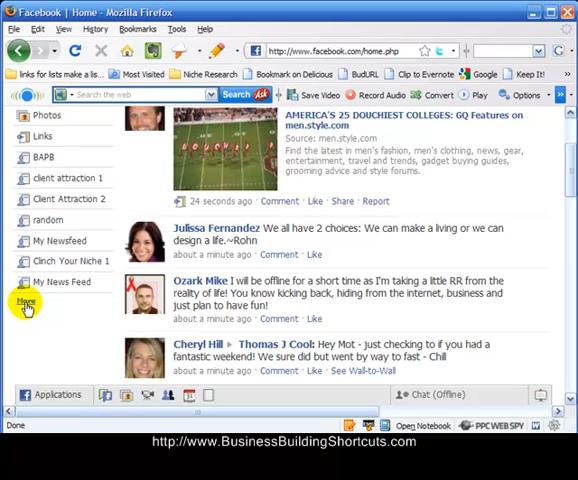 Facebook | Home - Mozilla Firefox
File Edit View History Bookmarks Tools Help
http://www.facebook.com/home.php
links for lists make a lis... Most Visited Niche Research Bookmark on Delicious BudURL Clip to Evernote Google Keep It!
Search the web Search Ask Save Video Record Audio Convert Play Options
Photos
Links
BAPB
client attraction 1
Client Attraction 2
random
My Newsfeed
Clinch Your Niche 1
My News Feed
More
AMERICA'S 25 DOUCHIEST COLLEGES: GQ Features on
men.style.com
Source: men.style.com
Find the latest in men's fashion, men's clothing, news, gear,
entertainment, travel and trends, gadget buying guides,
grooming advice and style forums.
24 seconds ago · Comment · Like · Share · Report
Julissa Fernandez We all have 2 choices: We can make a living or we can
design a life.~Rohn
about a minute ago · Comment · Like
Ozark Mike I will be offline for a short time as I'm taking a little RR from the
reality of life! You know kicking back, hiding from the internet, business and
just plain to have fun!
about a minute ago · Comment · Like
Cheryl Hill Thomas J Cool: Hey Mot - just checking to if you had a
fantastic weekend! We sure did but went by way to fast - Chill
about a minute ago · Comment · Like · See Wall-to-Wall
Applications Chat (Offline)
Done Open Notebook PPC WEB SPY
http://www.BusinessBuildingShortcuts.com